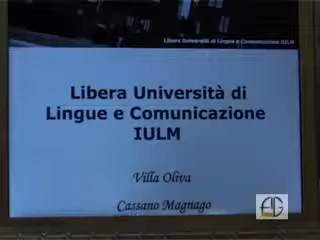 Libera Università di Lingue e Comunicazione IULM
Libera Università di
Lingue e Comunicazione
IULM
Villa Oliva
Cassano Magnago